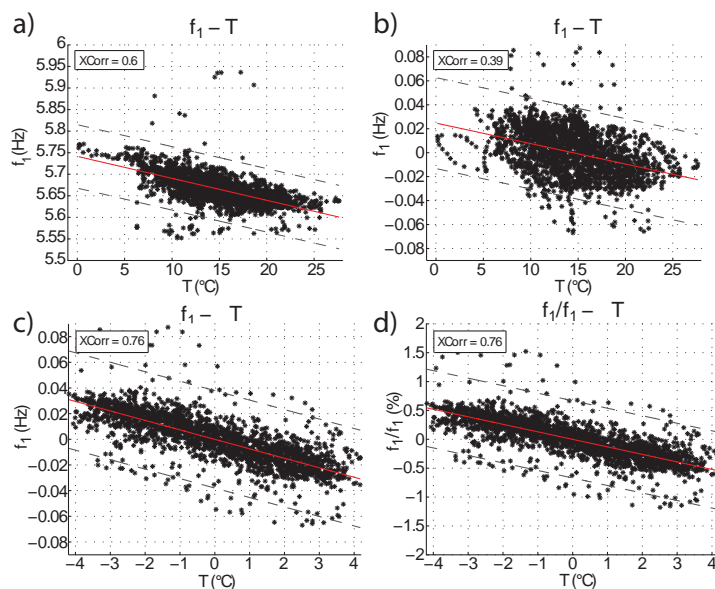 a)
f₁ – T
XCorr = 0.6
f₁(Hz)
6
5.95
5.9
5.85
5.8
5.75
5.7
5.65
5.6
5.55
5.5
0 5 10 15 20 25
T (°C)
b)
f₁ – T
XCorr = 0.39
f₁ (Hz)
0.08
0.06
0.04
0.02
0
−0.02
−0.04
−0.06
−0.08
0 5 10 15 20 25
T (°C)
c)
f₁ – T
XCorr = 0.76
f₁ (Hz)
0.08
0.06
0.04
0.02
0
−0.02
−0.04
−0.06
−0.08
−4 −3 −2 −1 0 1 2 3 4
T (°C)
d)
f₁/f₁ – T
XCorr = 0.76
f₁/f₁ (%)
2
1.5
1
0.5
0
−0.5
−1
−1.5
−2
−4 −3 −2 −1 0 1 2 3 4
T (°C)